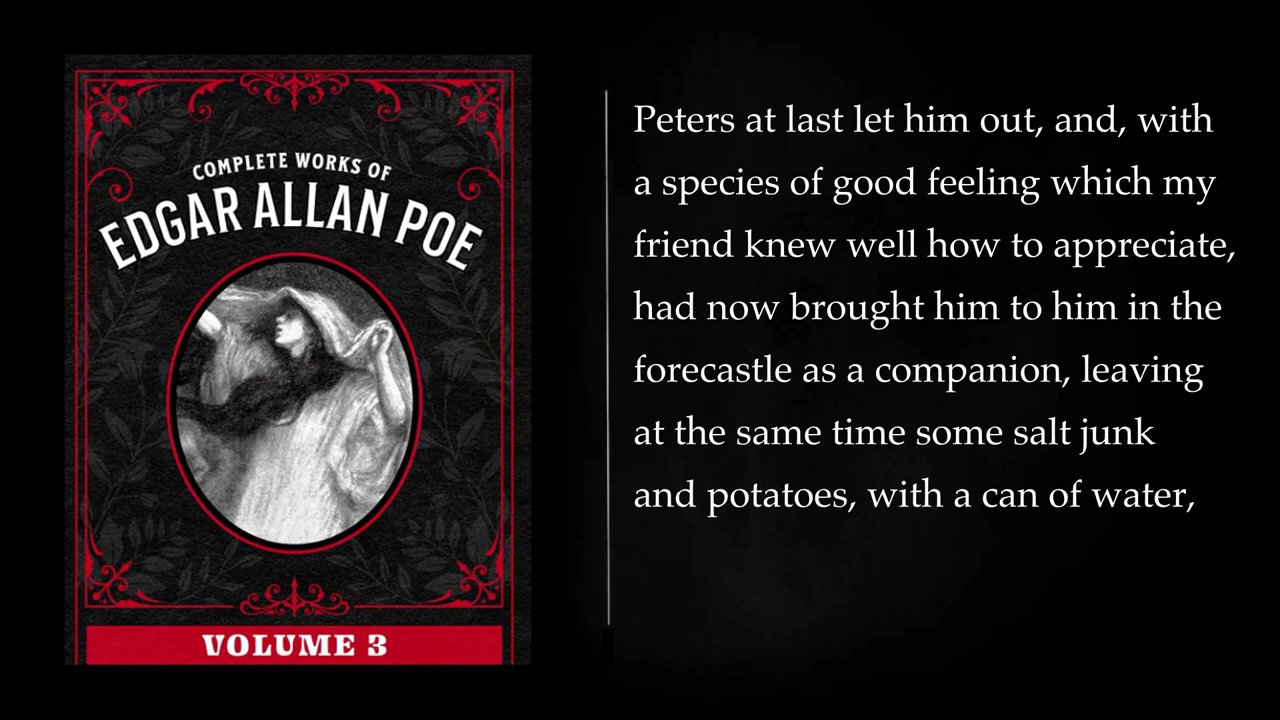 COMPLETE WORKS OF
EDGAR ALLAN POE
VOLUME 3
Peters at last let him out, and, with
a species of good feeling which my
friend knew well how to appreciate,
had now brought him to him in the
forecastle as a companion, leaving
at the same time some salt junk
and potatoes, with a can of water,